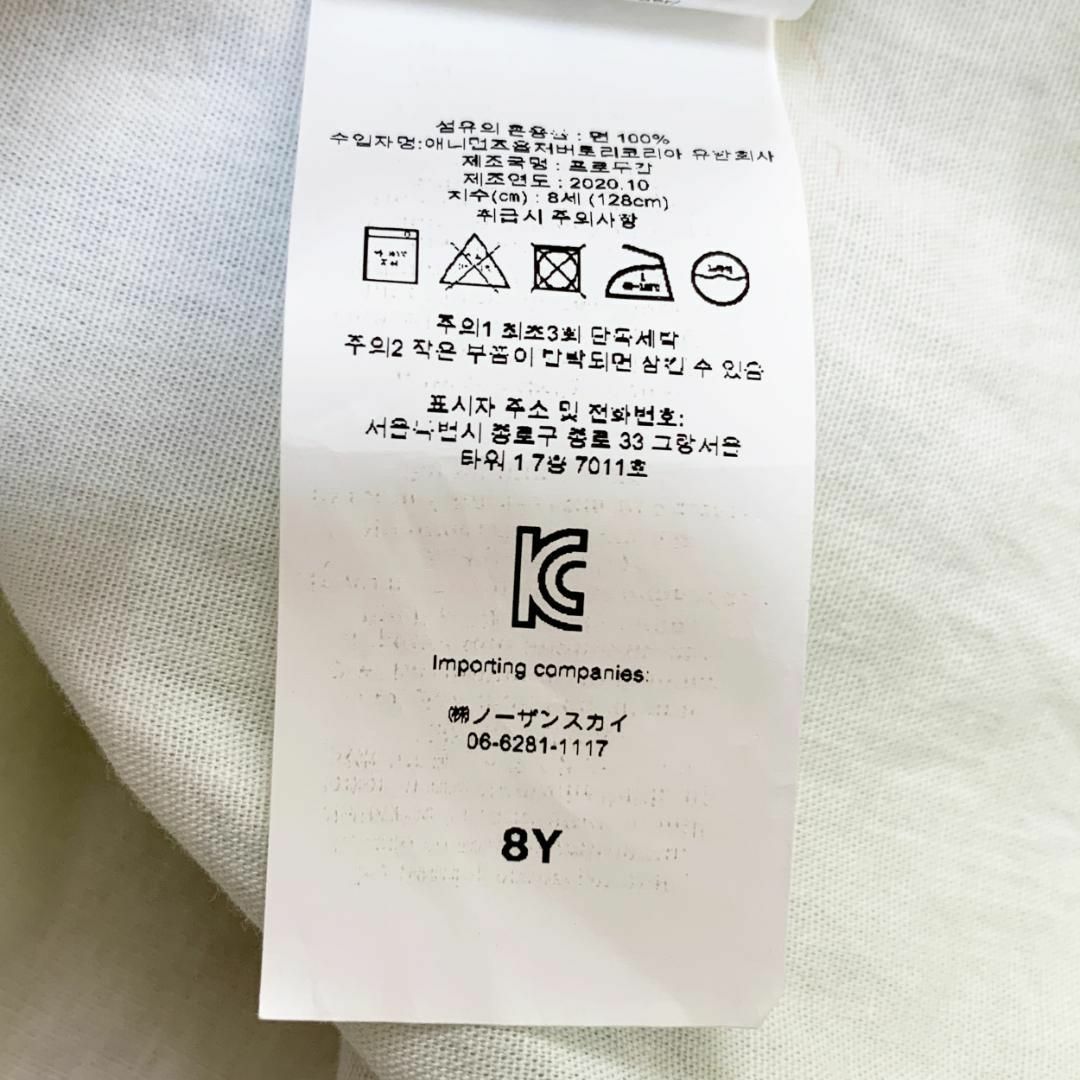 섬유의 혼용률 : 면 100%
수입자명:애니먼즈옵저버토리코리아 유한회사
제조국명 : 포르투갈
제조연도 : 2020.10
치수(cm) : 8세 (128cm)
취급시 주의사항
주의1 최초3회 단독세탁
주의2 작은 부품이 탈락되면 삼킬 수 있음
표시자 주소 및 전화번호:
서울특별시 종로구 종로 33 그랑서울
타워 1 7층 7011호
KC
Importing companies:
㈱ノーザンスカイ
06-6281-1117
8Y